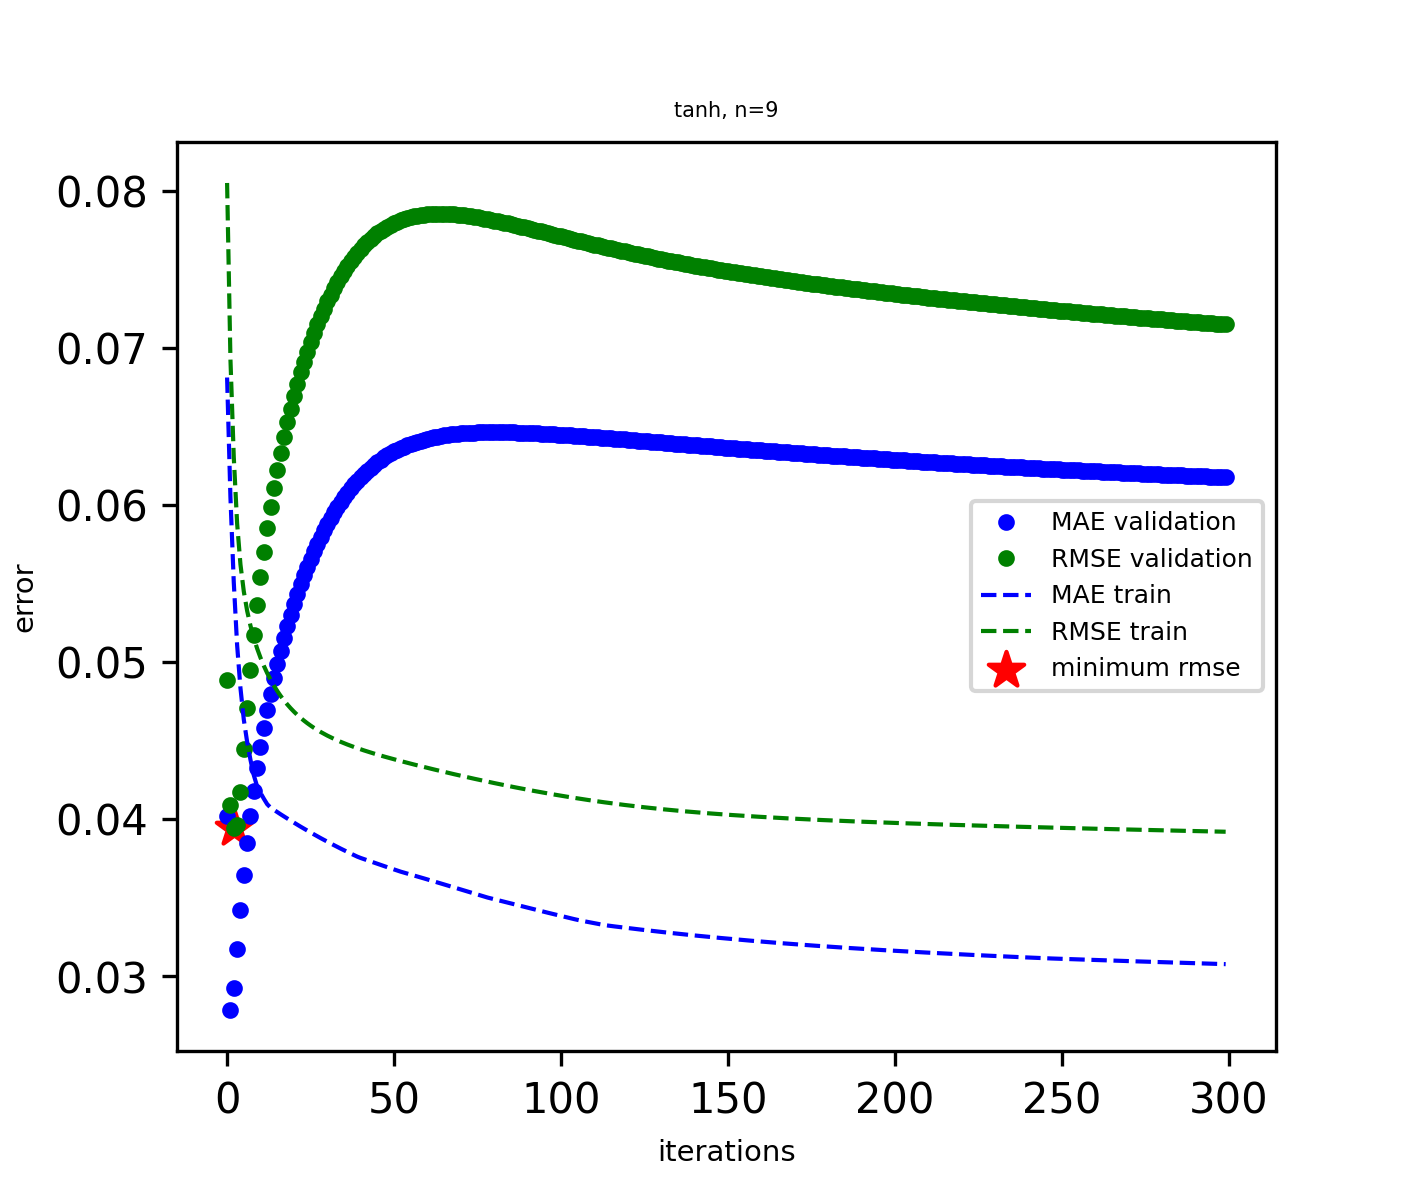 tanh, n=9
error
0.08
0.07
0.06
0.05
0.04
0.03
MAE validation
RMSE validation
MAE train
RMSE train
minimum rmse
0 50 100 150 200 250 300
iterations